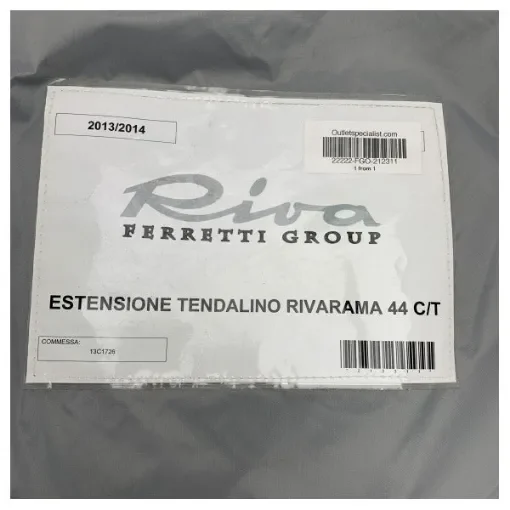 2013/2014
Outletspecialist.com
22222-FGO-212311
1 from 1
Riva
FERRETTI GROUP
ESTENSIONE TENDALINO RIVARAMA 44 C/T
COMMESSA:
13C1726